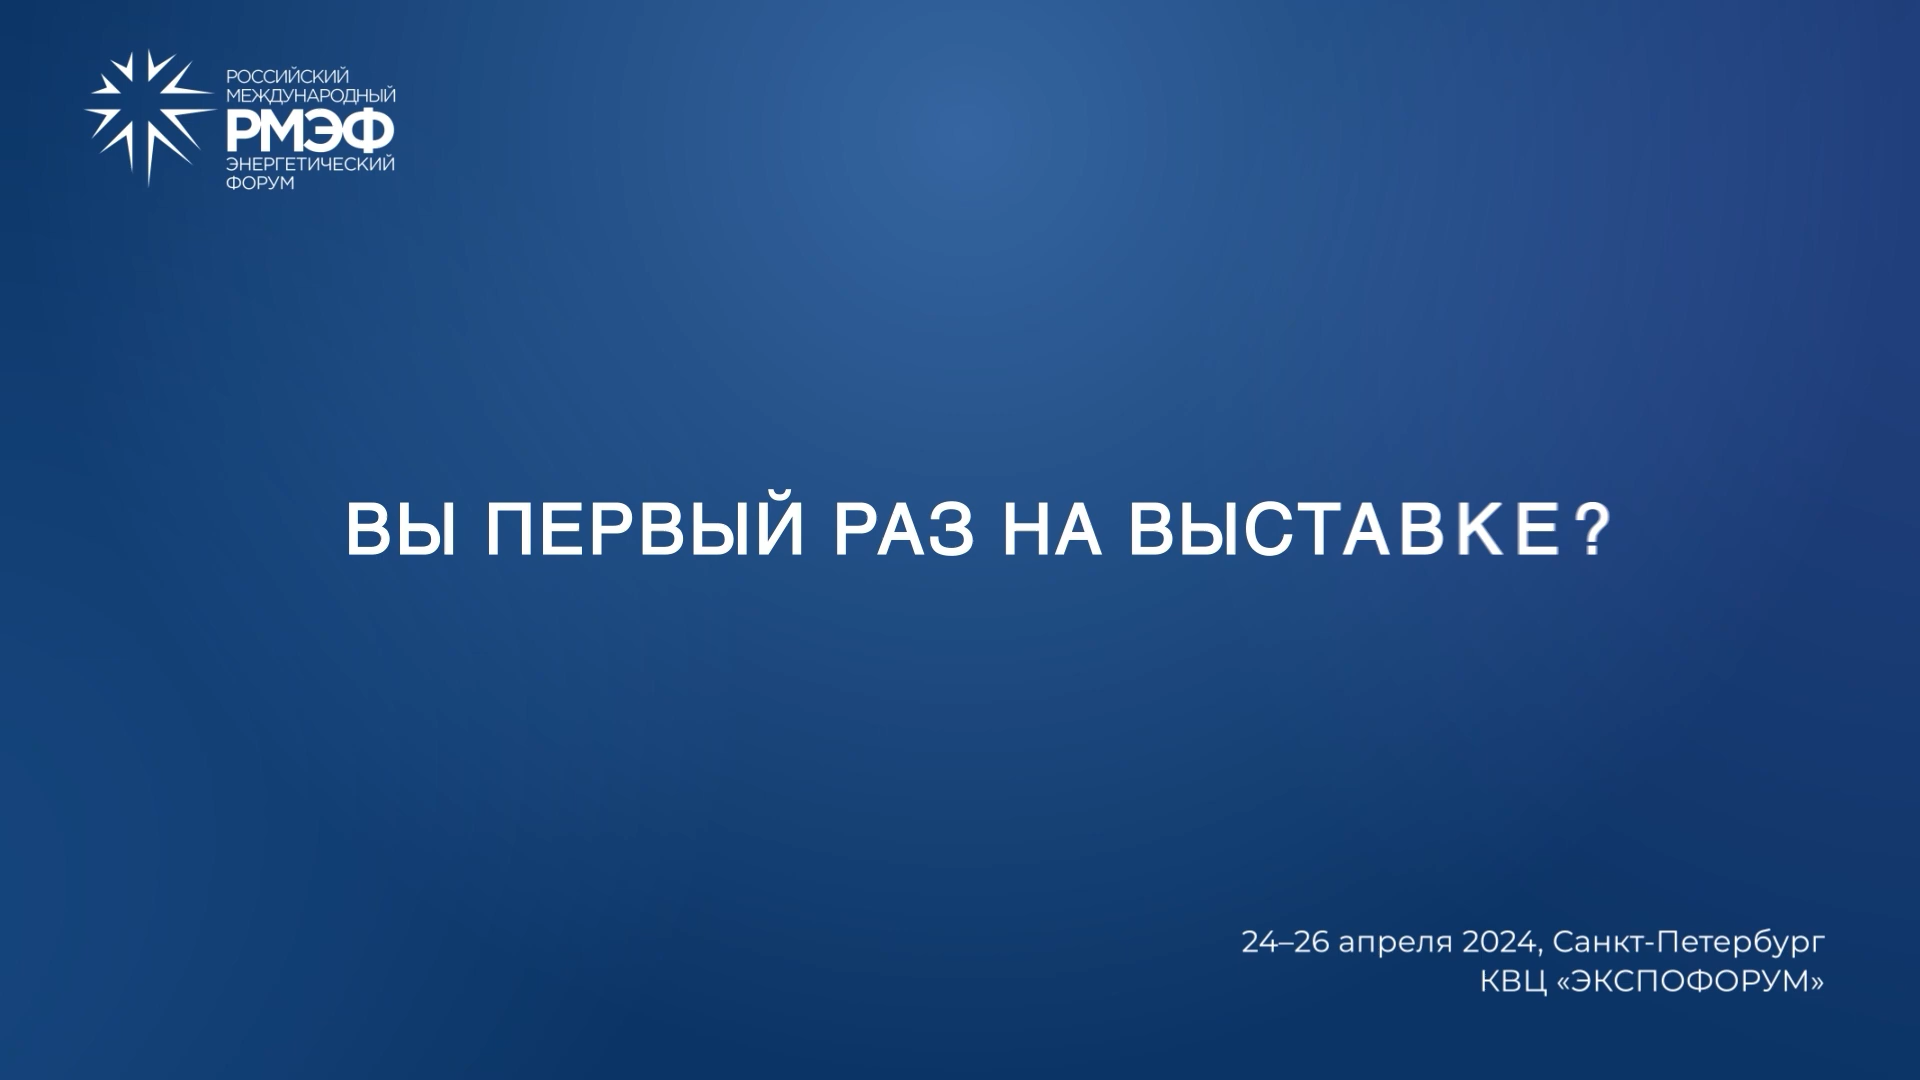 РОССИЙСКИЙ
МЕЖДУНАРОДНЫЙ
РМЭФ
ЭНЕРГЕТИЧЕСКИЙ
ФОРУМ
ВЫ ПЕРВЫЙ РАЗ НА ВЫСТАВКЕ?
24–26 апреля 2024, Санкт-Петербург
КВЦ «ЭКСПОФОРУМ»